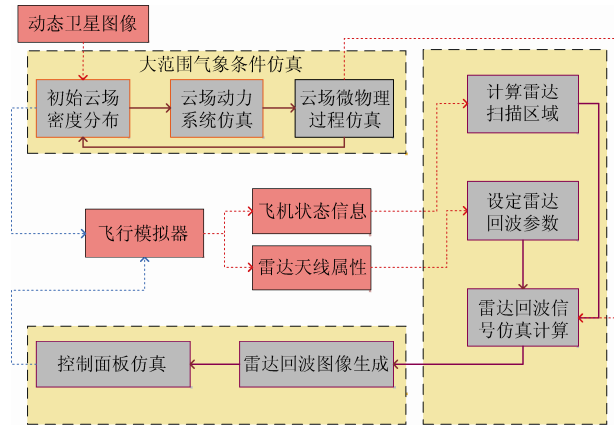 动态卫星图像
大范围气象条件仿真
初始云场
密度分布
云场动力
系统仿真
云场微物理
过程仿真
计算雷达
扫描区域
飞机状态信息
设定雷达
回波参数
飞行模拟器
雷达天线属性
雷达回波信
号仿真计算
控制面板仿真
雷达回波图像生成